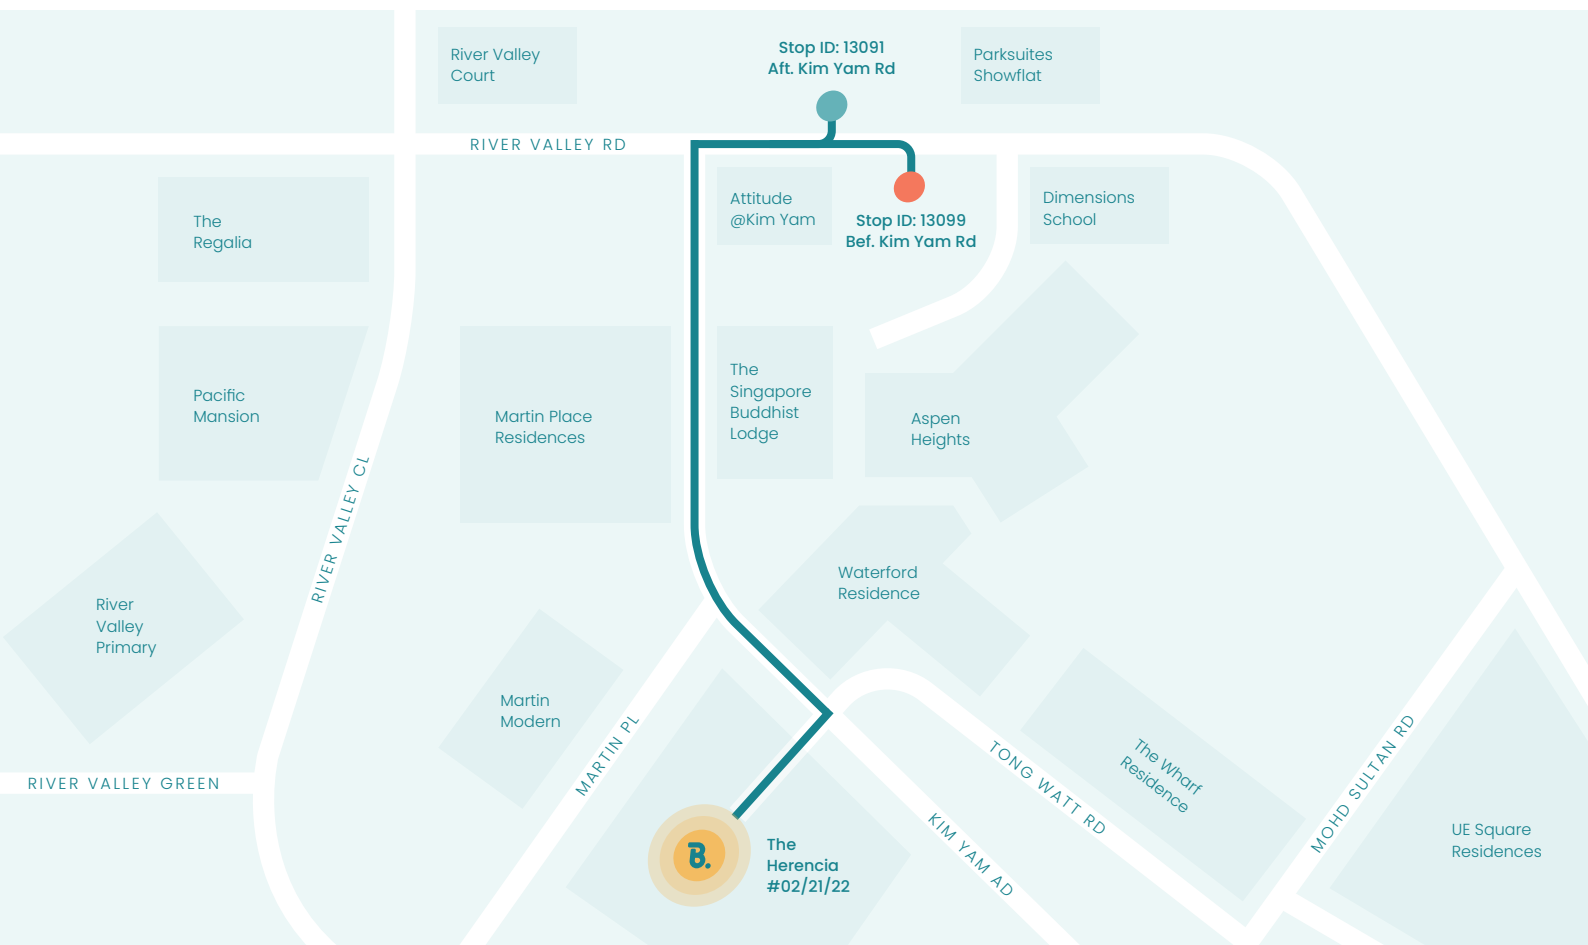 River Valley
Court
Stop ID: 13091
Aft. Kim Yam Rd
Parksuites
Showflat
RIVER VALLEY RD
The
Regalia
Attitude
@Kim Yam
Stop ID: 13099
Bef. Kim Yam Rd
Dimensions
School
Pacific
Mansion
Martin Place
Residences
The
Singapore
Buddhist
Lodge
Aspen
Heights
RIVER VALLEY CL
River
Valley
Primary
Waterford
Residence
Martin
Modern
MARTIN PL
RIVER VALLEY GREEN
TONG WATT RD
The Wharf
Residence
MOHD SULTAN RD
KIM YAM AD
B.
The
Herencia
#02/21/22
UE Square
Residences